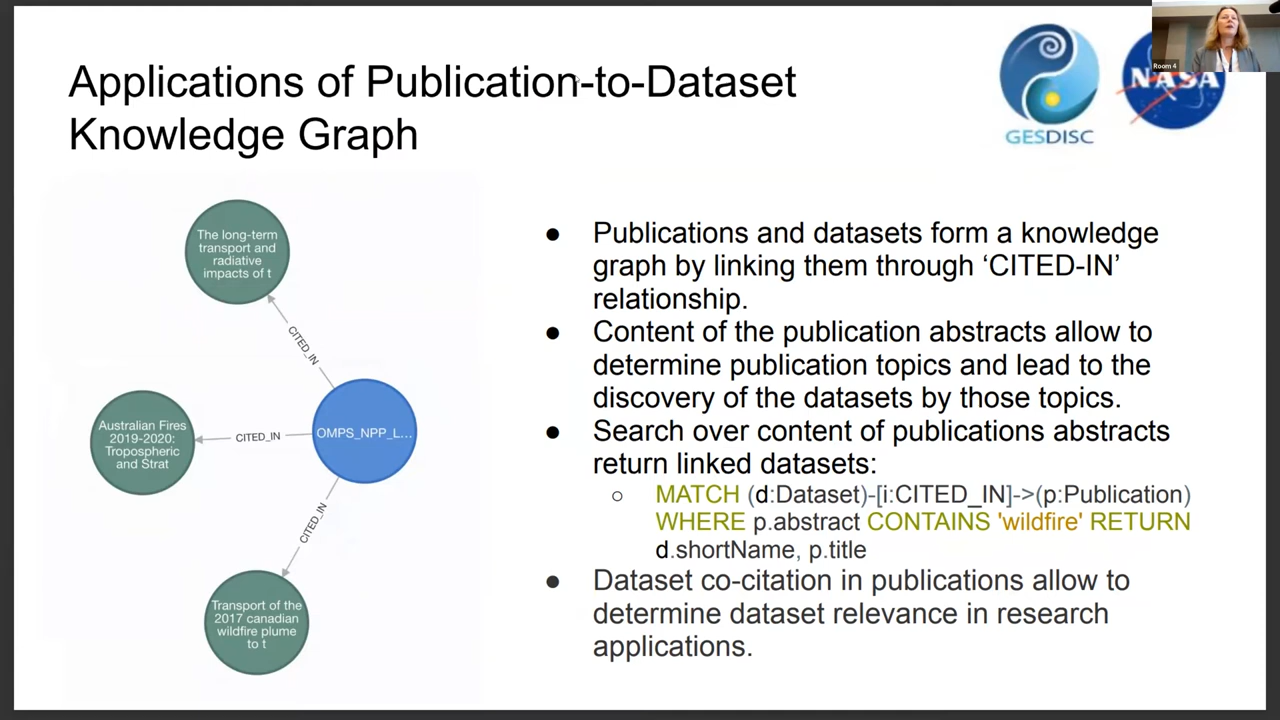 Applications of Publication-to-Dataset
Knowledge Graph
GESDISC
NASA
Room 4
The long-term
transport and
radiative
impacts of t
CITED_IN
Australian Fires
2019-2020:
Tropospheric
and Strat
CITED_IN
OMPS_NPP_L...
CITED_IN
Transport of the
2017 canadian
wildfire plume
to t
● Publications and datasets form a knowledge
graph by linking them through ‘CITED-IN’
relationship.
● Content of the publication abstracts allow to
determine publication topics and lead to the
discovery of the datasets by those topics.
● Search over content of publications abstracts
return linked datasets:
○ MATCH (d:Dataset)-[i:CITED_IN]->(p:Publication)
WHERE p.abstract CONTAINS 'wildfire' RETURN
d.shortName, p.title
● Dataset co-citation in publications allow to
determine dataset relevance in research
applications.